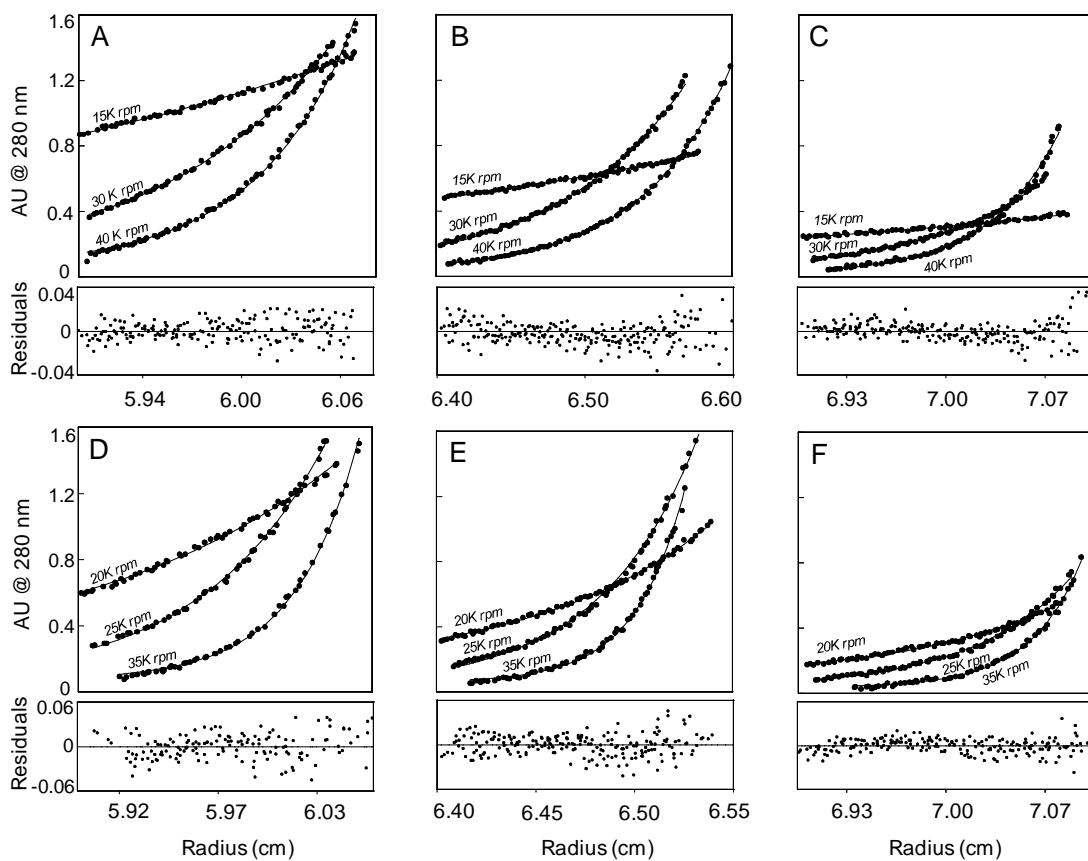 A
B
C
1.6
1.2
0.8
0.4
0
AU @ 280 nm
15K rpm
30 K rpm
40 K rpm
15K rpm
30K rpm
40K rpm
15K rpm
30K rpm
40K rpm
0.04
0
-0.04
Residuals
5.94
6.00
6.06
6.40
6.50
6.60
6.93
7.00
7.07
D
E
F
1.6
1.2
0.8
0.4
0
AU @ 280 nm
20K rpm
25K rpm
35K rpm
20K rpm
25K rpm
35K rpm
20K rpm
25K rpm
35K rpm
0.06
0
-0.06
Residuals
5.92
5.97
6.03
6.40
6.45
6.50
6.55
6.93
7.00
7.07
Radius (cm)
Radius (cm)
Radius (cm)